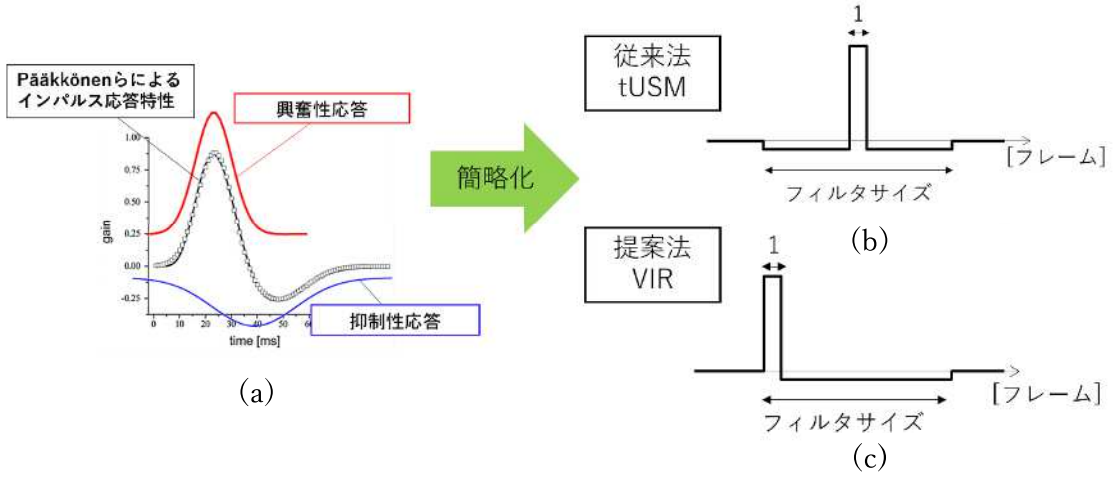 Pääkkönenらによる
インパルス応答特性
興奮性応答
1.00
0.75
0.50
0.25
0.00
-0.25
gain
0 10 20 30 40 50
time [ms]
抑制性応答
(a)
簡略化
従来法
tUSM
1
[フレーム]
フィルタサイズ
(b)
提案法
VIR
1
[フレーム]
フィルタサイズ
(c)